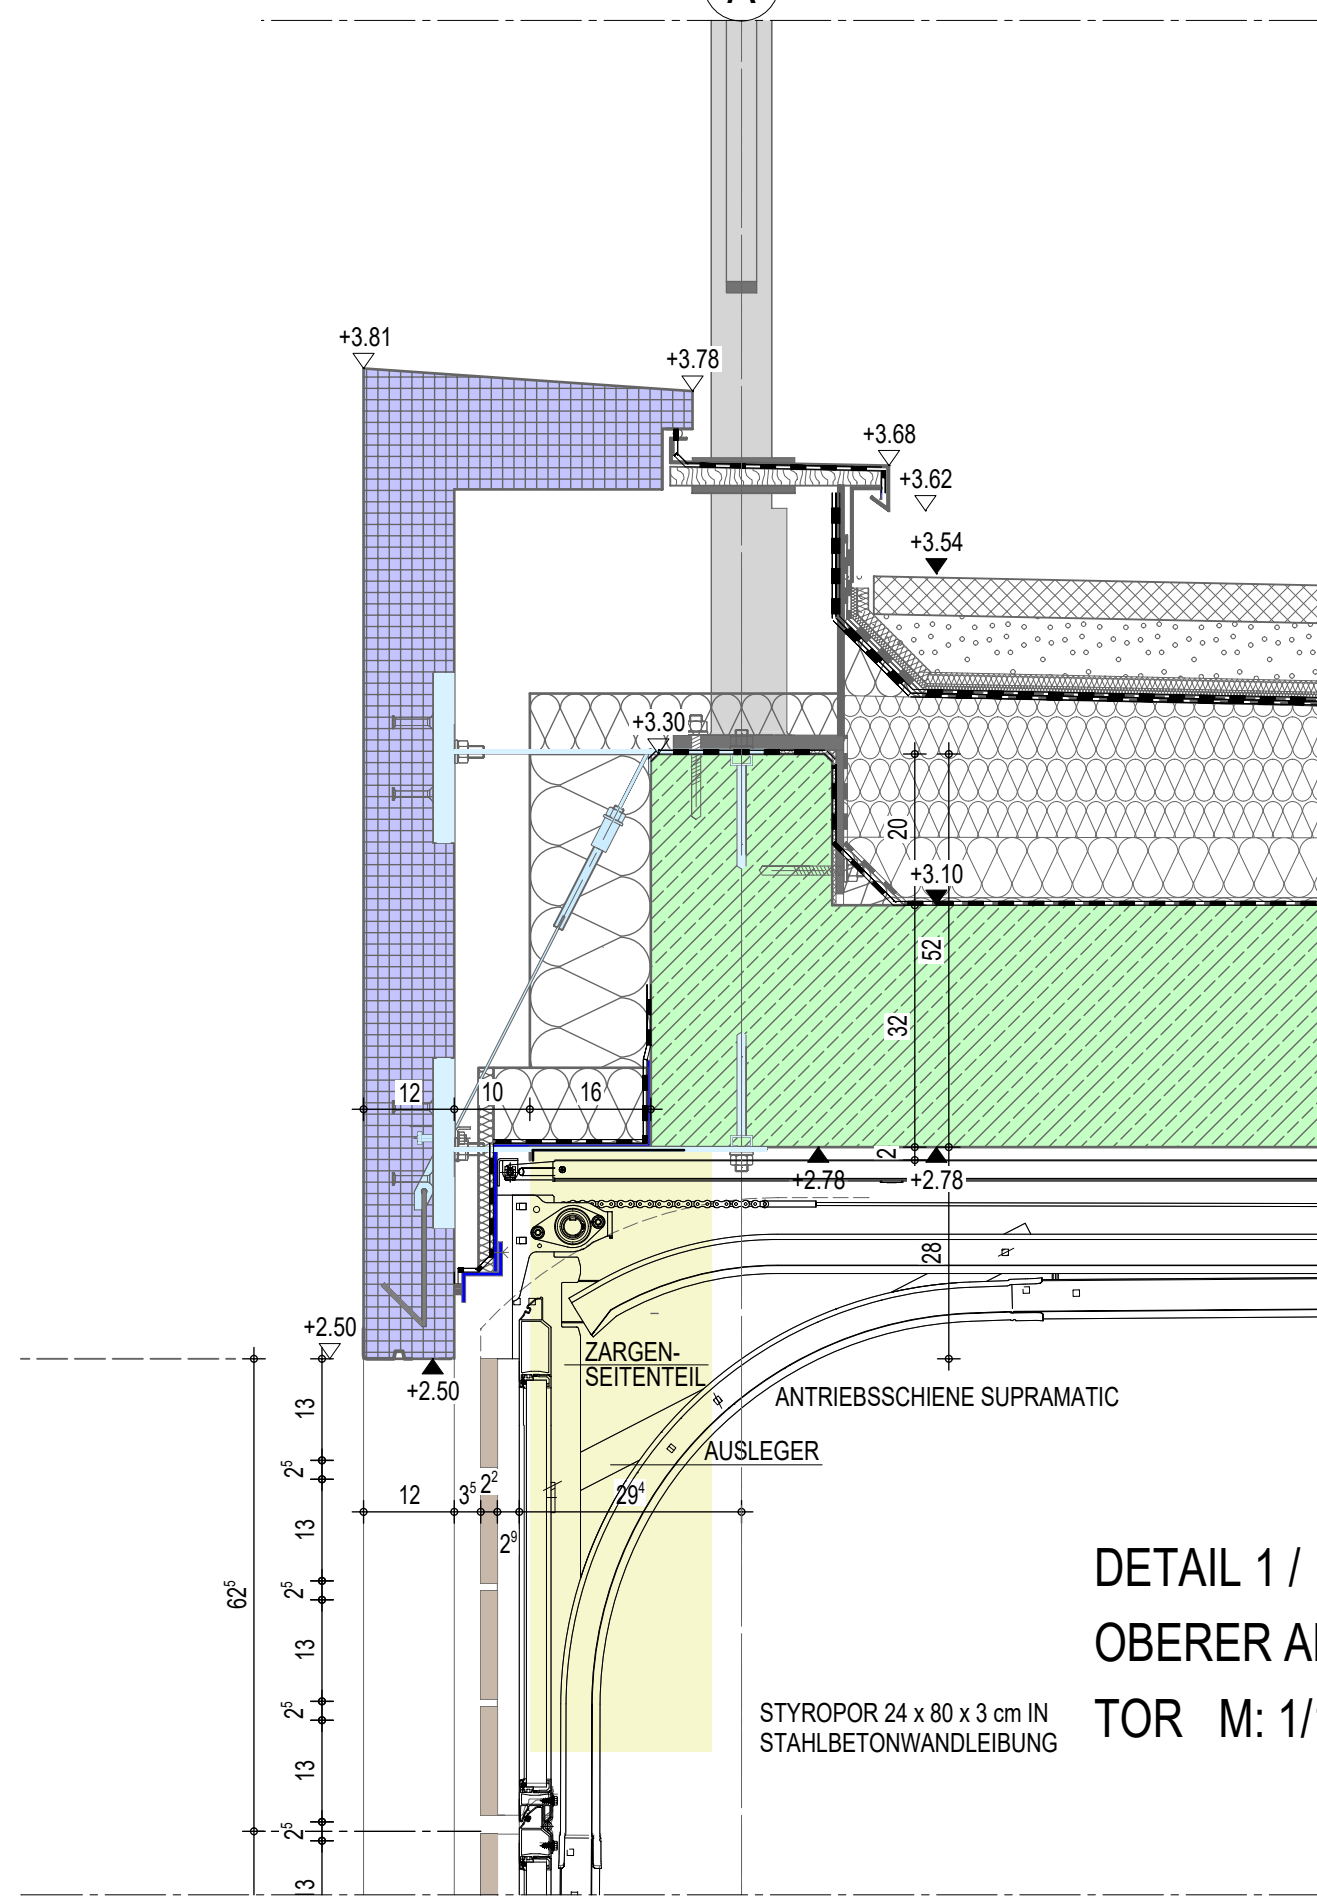 A
+3.81
+3.78
+3.68
+3.62
+3.54
+3.30
20
+3.10
52
32
12 10 16
2
+2.78 +2.78
28
+2.50
ZARGEN-
SEITENTEIL
+2.50
ANTRIEBSSCHIENE SUPRAMATIC
13
AUSLEGER
2⁵
12 3⁵ 2² 29⁴
13
2⁹
DETAIL 1 /
62⁵
2⁵
OBERER A
13
2⁵
STYROPOR 24 x 80 x 3 cm IN
STAHLBETONWANDLEIBUNG
TOR M: 1/
13
2⁵
13